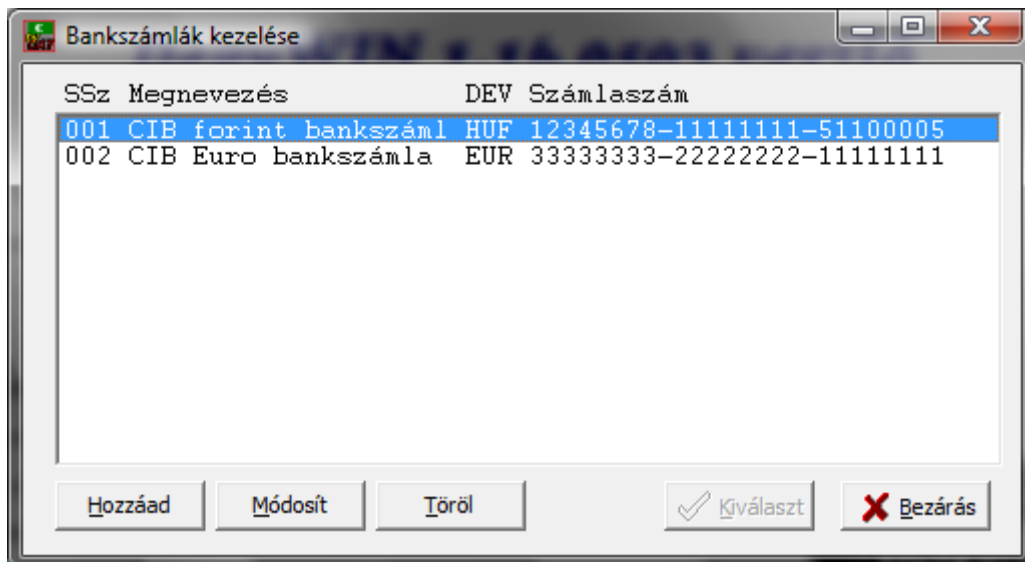 Bankszámlák kezelése
SSz Megnevezés DEV Számlaszám
001 CIB forint bankszáml HUF 12345678-11111111-51100005
002 CIB Euro bankszámla EUR 33333333-22222222-11111111
Hozzáad Módosít Töröl Kiválaszt Bezárás